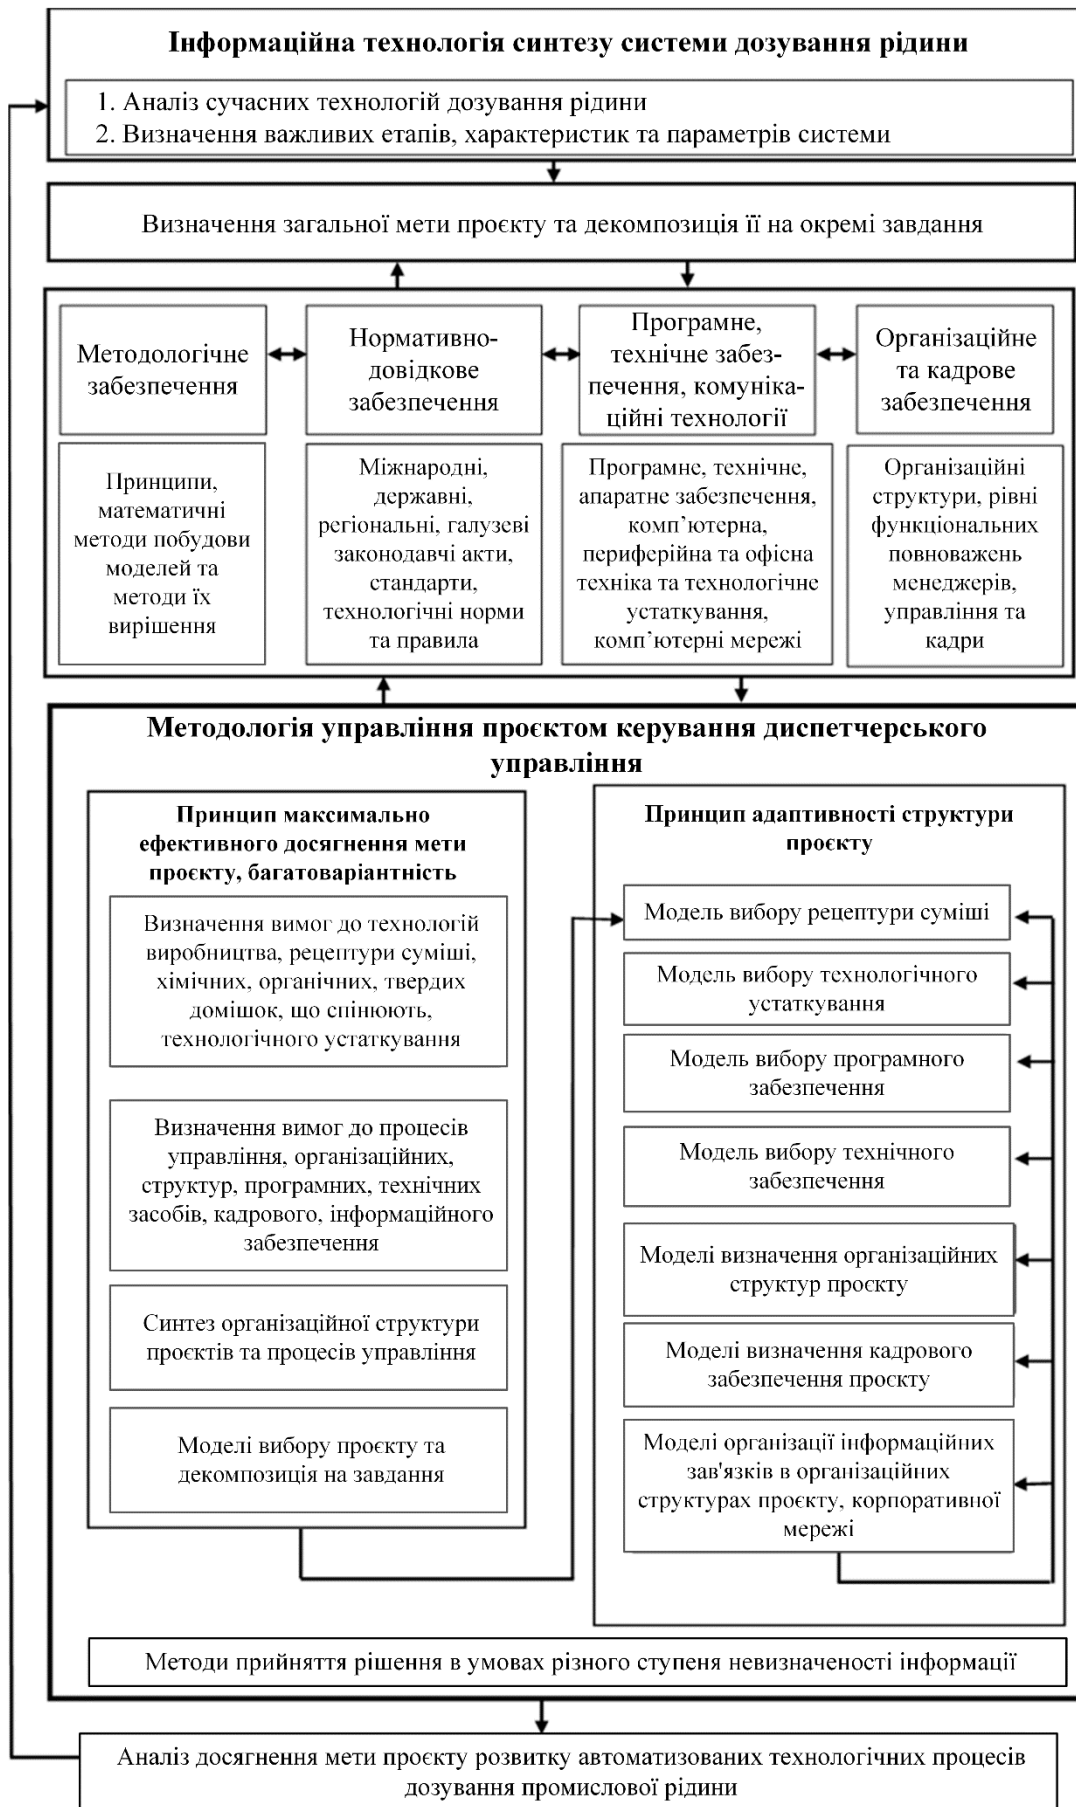 Інформаційна технологія синтезу системи дозування рідини
1. Аналіз сучасних технологій дозування рідини
2. Визначення важливих етапів, характеристик та параметрів системи
Визначення загальної мети проєкту та декомпозиція її на окремі завдання
Методологічне
забезпечення
Нормативно-
довідкове
забезпечення
Програмне,
технічне забез-
печення, комуніка-
ційні технології
Організаційне
та кадрове
забезпечення
Принципи,
математичні
методи побудови
моделей та
методи їх
вирішення
Міжнародні,
державні,
регіональні, галузеві
законодавчі акти,
стандарти,
технологічні норми
та правила
Програмне, технічне,
апаратне забезпечення,
комп’ютерна,
периферійна та офісна
техніка та технологічне
устаткування,
комп’ютерні мережі
Організаційні
структури, рівні
функціональних
повноважень
менеджерів,
управління та
кадри
Методологія управління проєктом керування диспетчерського
управління
Принцип максимально
ефективного досягнення мети
проєкту, багатоваріантність
Визначення вимог до технологій
виробництва, рецептури суміші,
хімічних, органічних, твердих
домішок, що спінюють,
технологічного устаткування
Визначення вимог до процесів
управління, організаційних,
структур, програмних, технічних
засобів, кадрового, інформаційного
забезпечення
Синтез організаційної структури
проєктів та процесів управління
Моделі вибору проєкту та
декомпозиція на завдання
Принцип адаптивності структури
проєкту
Модель вибору рецептури суміші
Модель вибору технологічного
устаткування
Модель вибору програмного
забезпечення
Модель вибору технічного
забезпечення
Моделі визначення організаційних
структур проєкту
Моделі визначення кадрового
забезпечення проєкту
Моделі організації інформаційних
зав'язків в організаційних
структурах проєкту, корпоративної
мережі
Методи прийняття рішення в умовах різного ступеня невизначеності інформації
Аналіз досягнення мети проєкту розвитку автоматизованих технологічних процесів
дозування промислової рідини